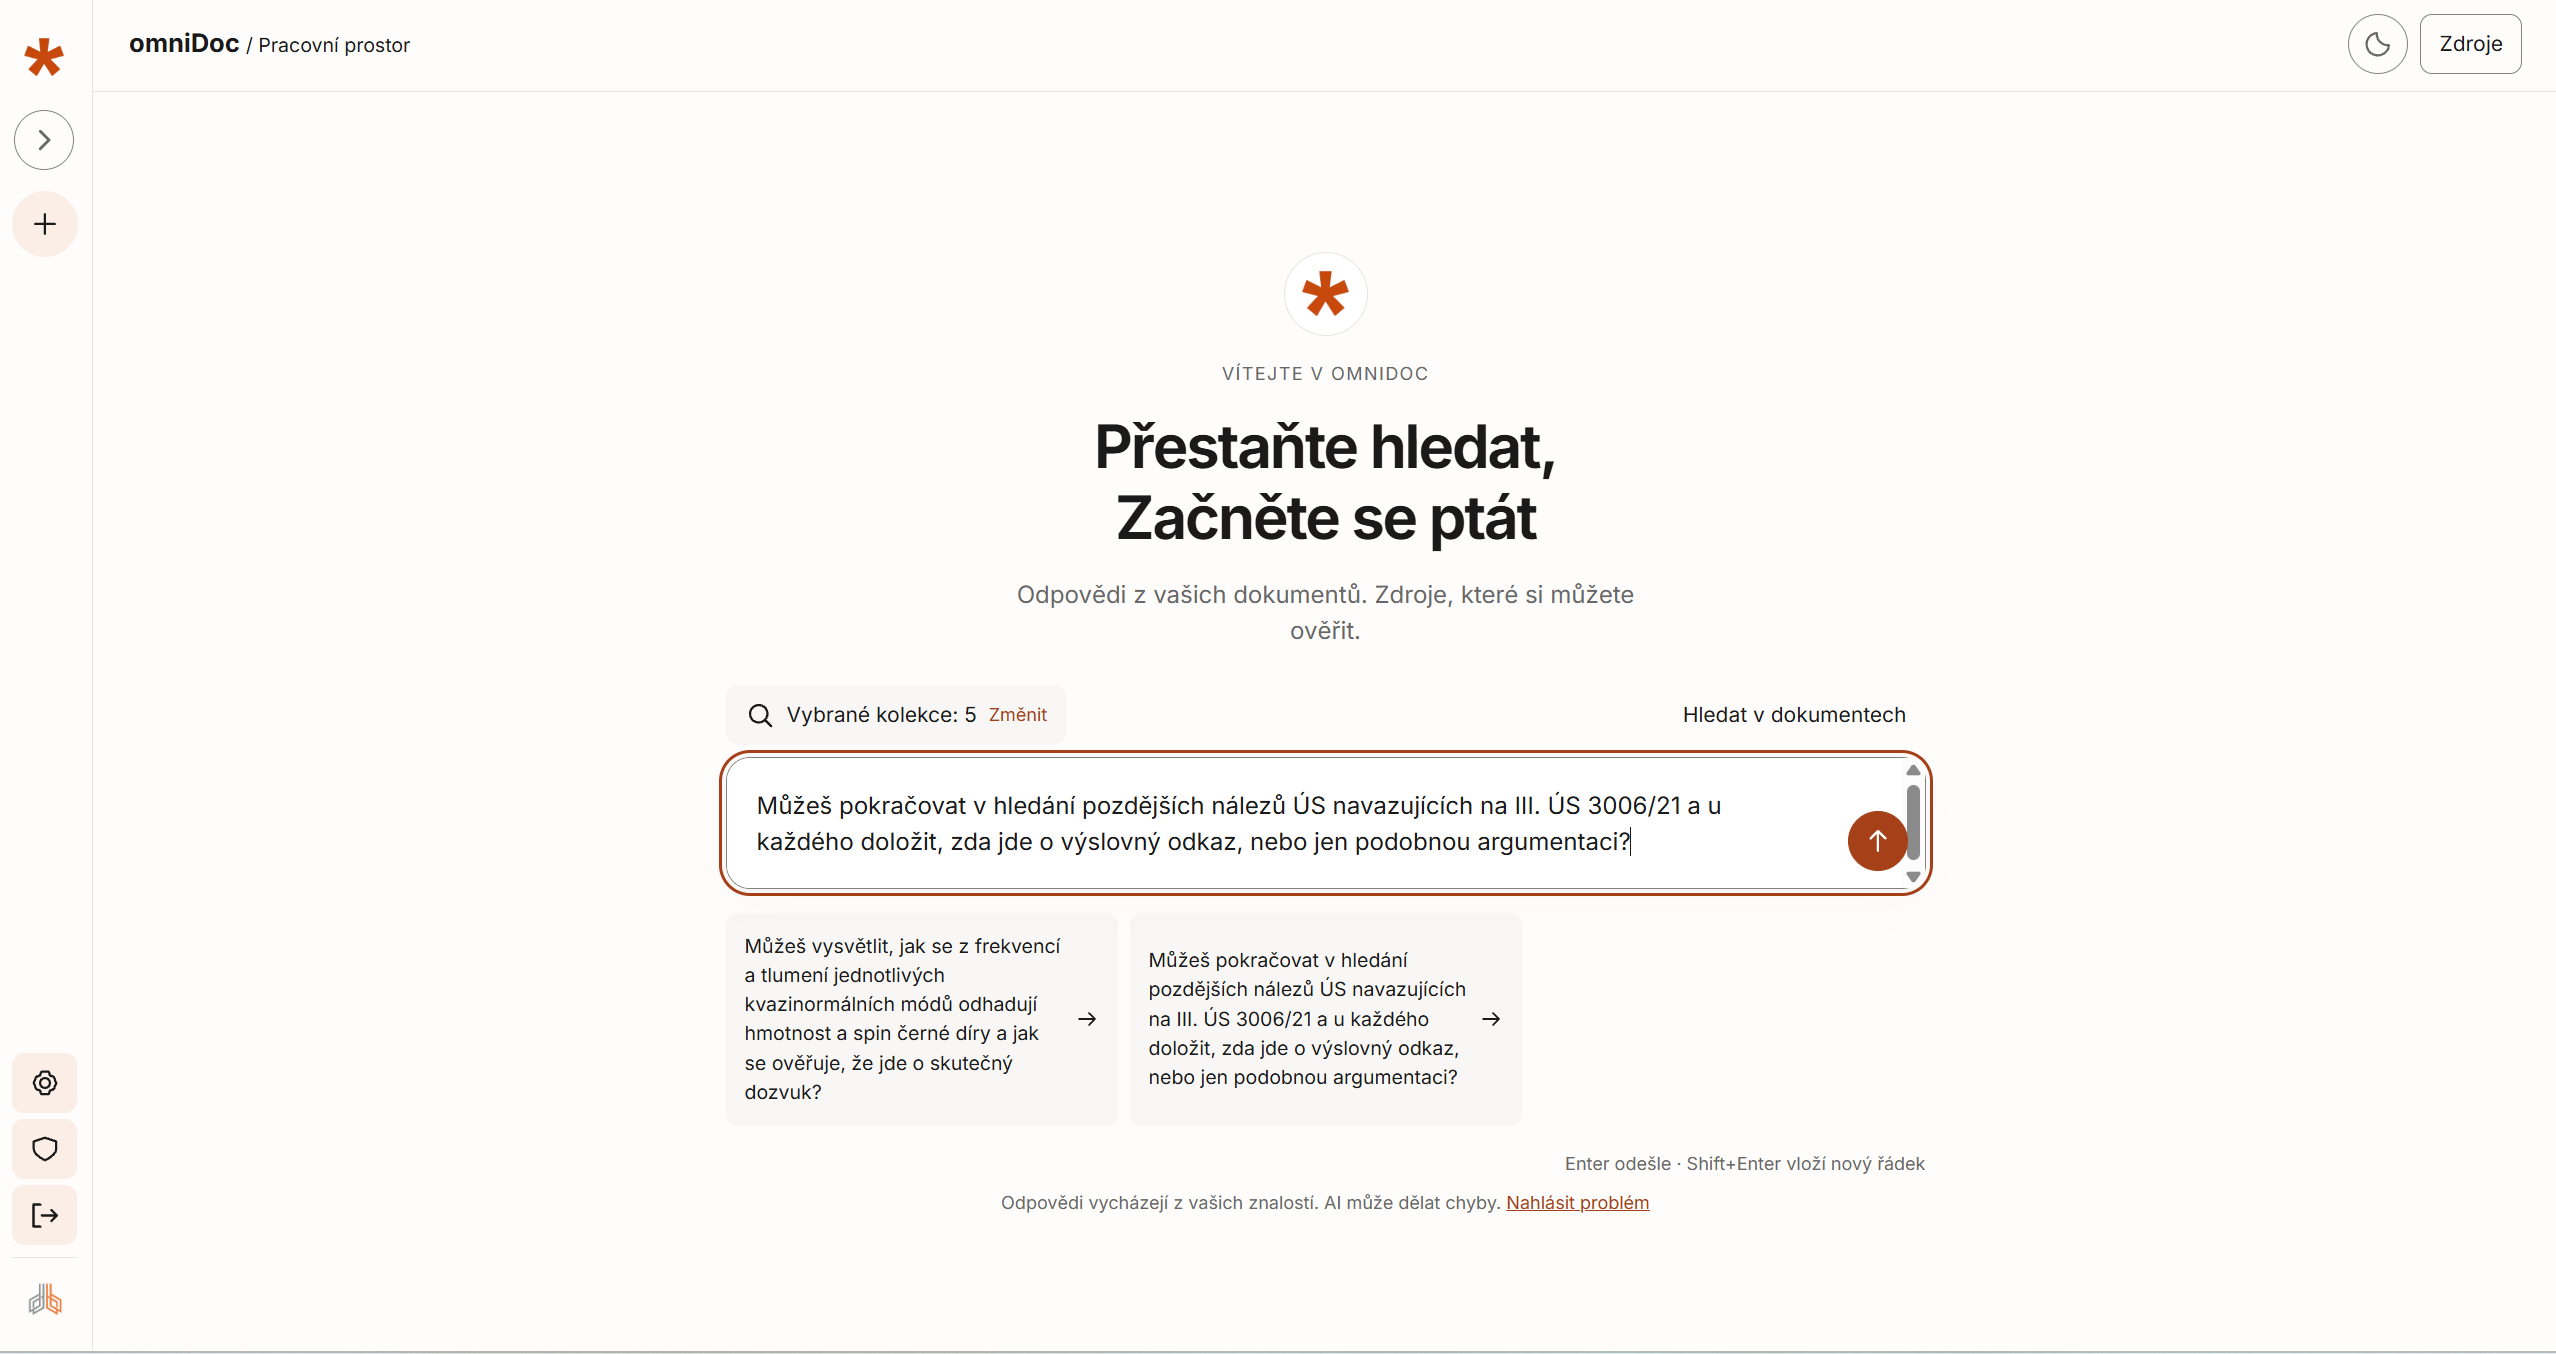 omniDoc / Pracovní prostor
Zdroje
VÍTEJTE V OMNIDOC
Přestaňte hledat,
Začněte se ptát
Odpovědi z vašich dokumentů. Zdroje, které si můžete
ověřit.
Vybrané kolekce: 5 Změnit
Hledat v dokumentech
Můžeš pokračovat v hledání pozdějších nálezů ÚS navazujících na III. ÚS 3006/21 a u
každého doložit, zda jde o výslovný odkaz, nebo jen podobnou argumentaci?
Můžeš vysvětlit, jak se z frekvencí
a tlumení jednotlivých
kvazinormálních módů odhadují
hmotnost a spin černé díry a jak
se ověřuje, že jde o skutečný
dozvuk?
Můžeš pokračovat v hledání
pozdějších nálezů ÚS navazujících
na III. ÚS 3006/21 a u každého
doložit, zda jde o výslovný odkaz,
nebo jen podobnou argumentaci?
Enter odešle · Shift+Enter vloží nový řádek
Odpovědi vycházejí z vašich znalostí. AI může dělat chyby. Nahlásit problém